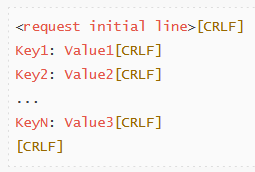 <request initial line>[CRLF]
Key1: Value1[CRLF]
Key2: Value2[CRLF]
...
KeyN: Value3[CRLF]
[CRLF]